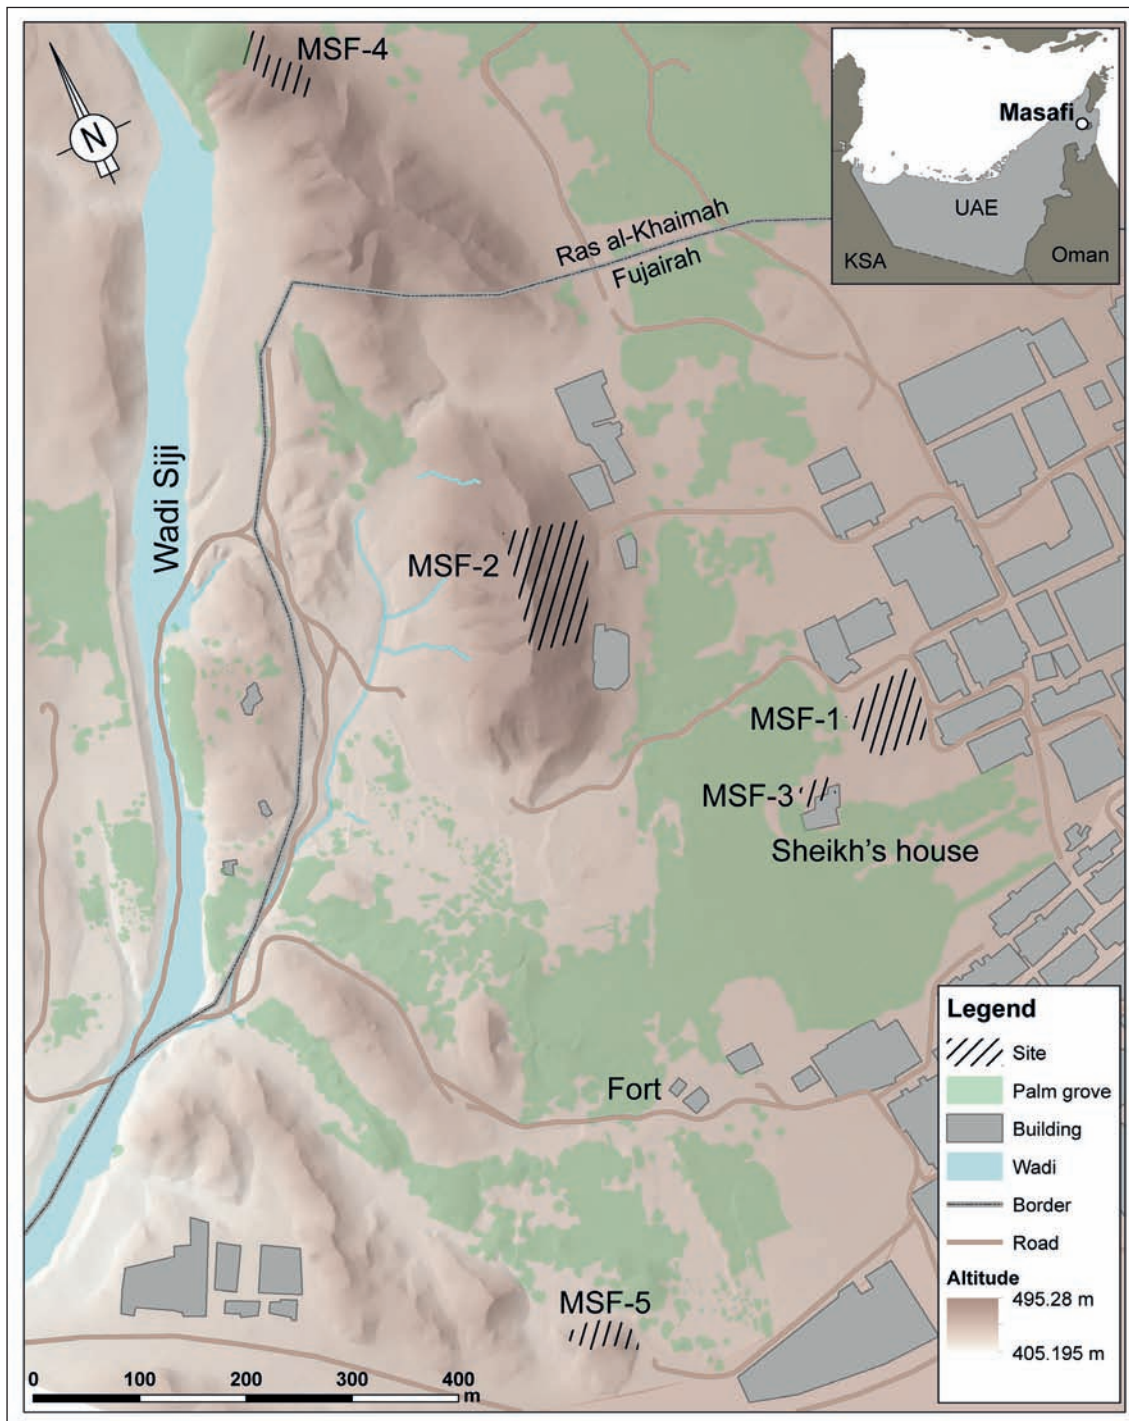 MSF-4
N
Masafi
UAE
KSA
Oman
Ras al-Khaimah
Fujairah
Wadi Siji
MSF-2
MSF-1
MSF-3
Sheikh's house
Fort
MSF-5
Legend
Site
Palm grove
Building
Wadi
Border
Road
Altitude
495.28 m
405.195 m
0 100 200 300 400
m